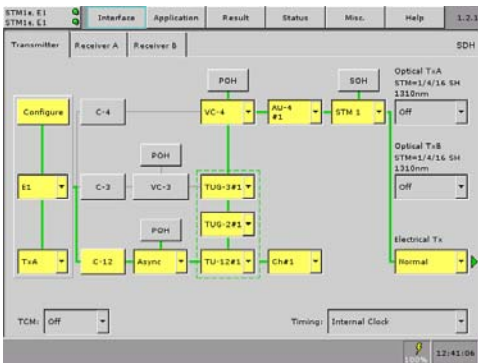 STM1e, E1
STM1e, E1
Interface
Application
Result
Status
Misc.
Help
1.2.1
Transmitter
Receiver A
Receiver B
SDH
POH
SOH
Optical TxA
STM=1/4/16 SH
1310nm
Configure
C-4
VC-4
AU-4
#1
STM 1
Off
Optical TxB
STM=1/4/16 SH
1310nm
POH
E1
C-3
VC-3
TUG-3#1
Off
TUG-2#1
POH
Electrical Tx
TxA
C-12
Async
TU-12#1
Ch#1
Normal
TCM: Off
Timing: Internal Clock
100%
12:41:06